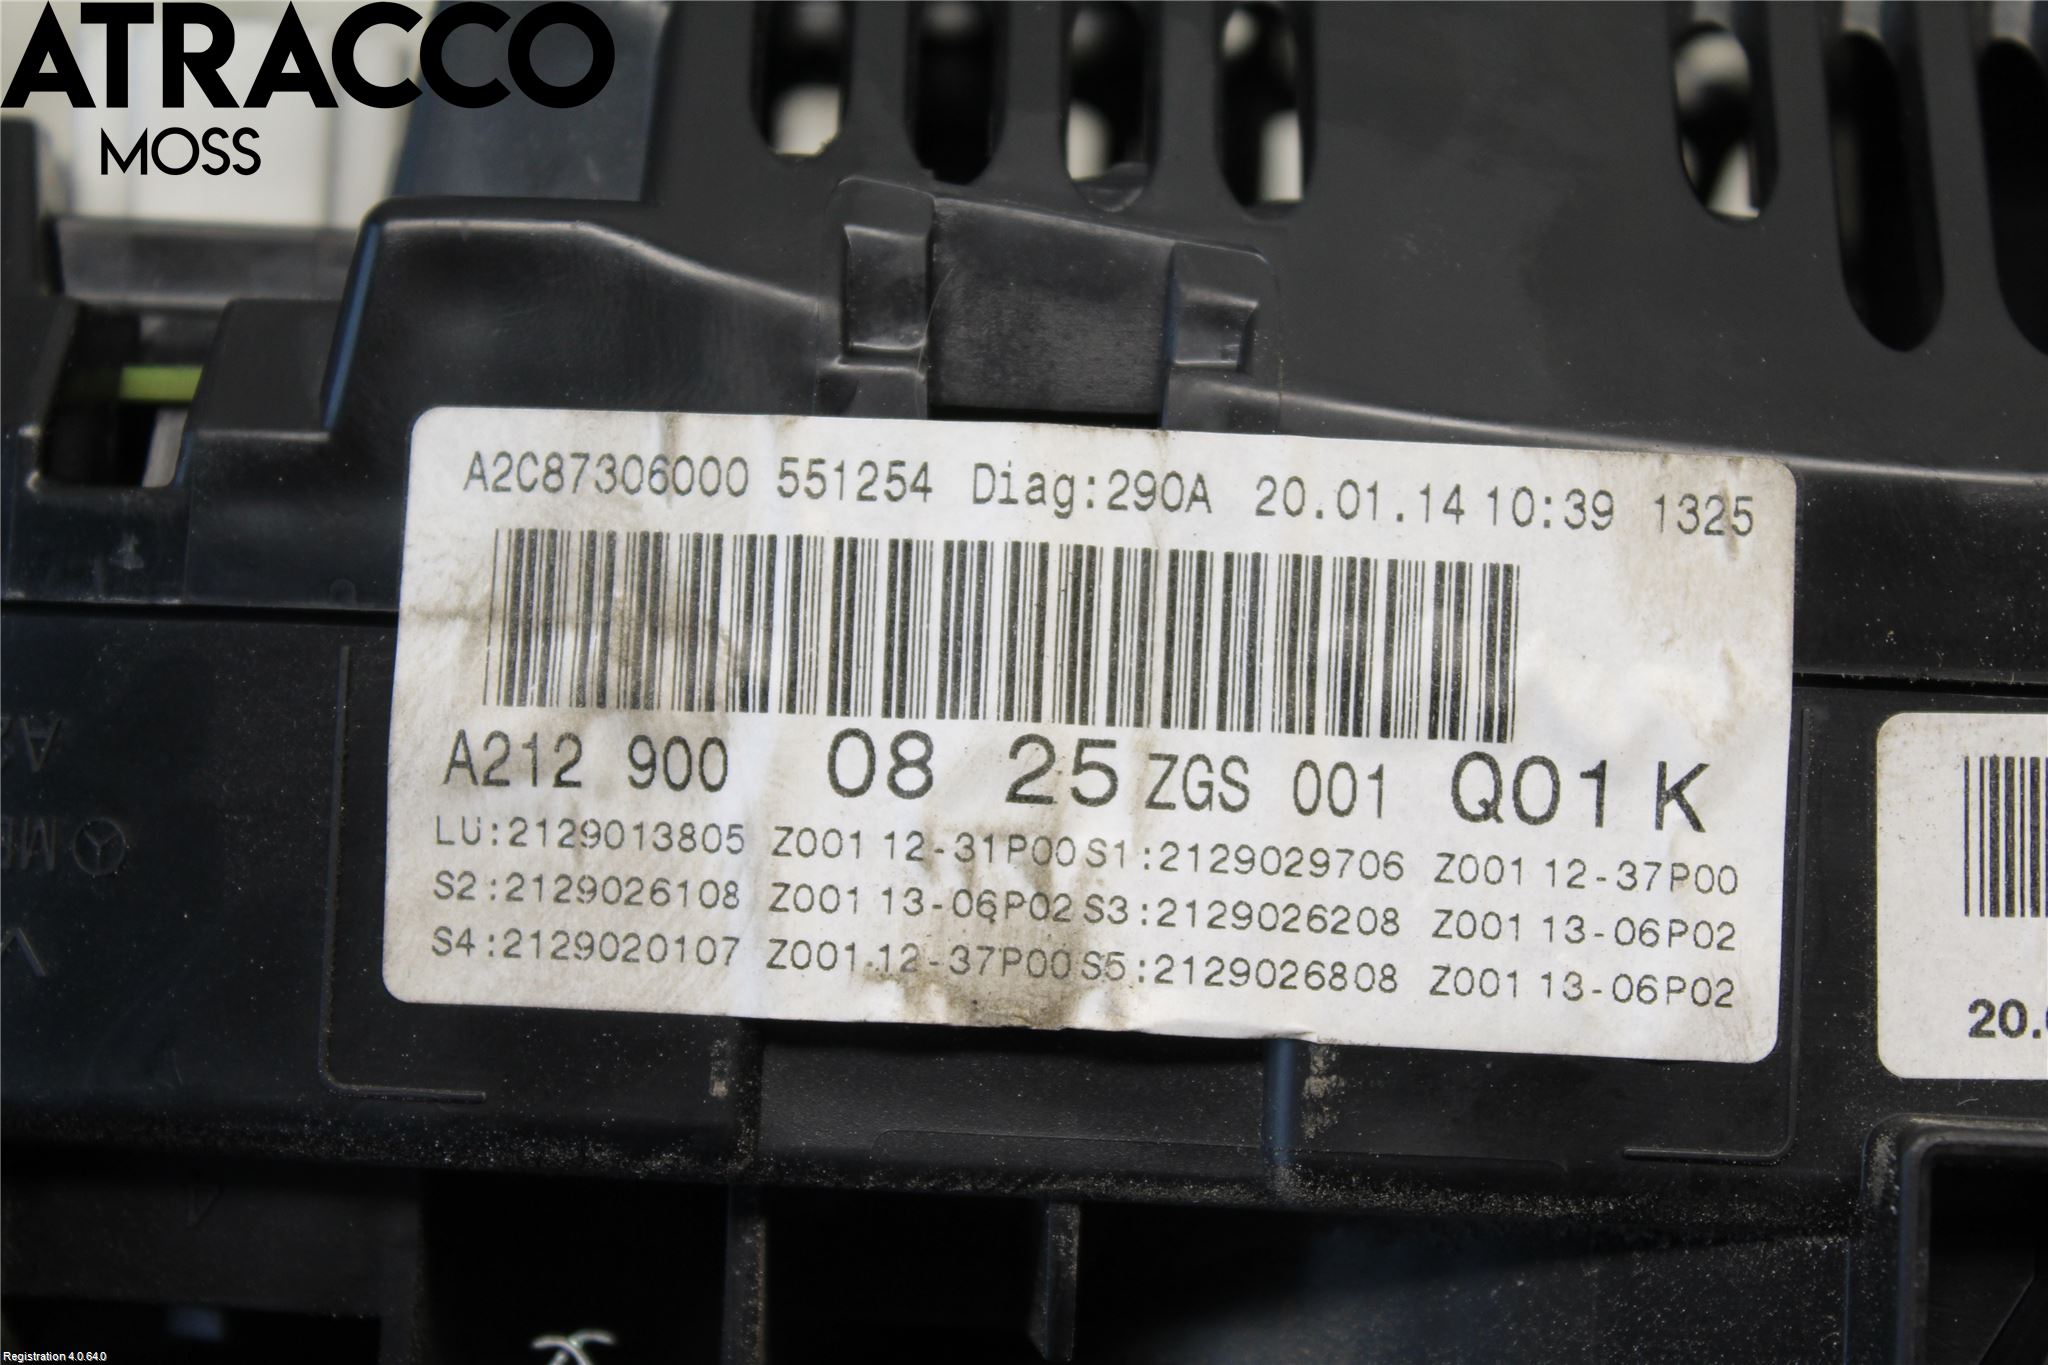 ATRACCO
MOSS
A2C87306000 551254 Diag:290A 20.01.14 10:39 1325
A212 900 08 25 ZGS 001 Q01 K
LU:2129013805 Z001 12-31P00 S1:2129029706 Z001 12-37P00
S2:2129026108 Z001 13-06P02 S3:2129026208 Z001 13-06P02
S4:2129020107 Z001 12-37P00 S5:2129026808 Z001 13-06P02
20.
Registration 4.0.64.0